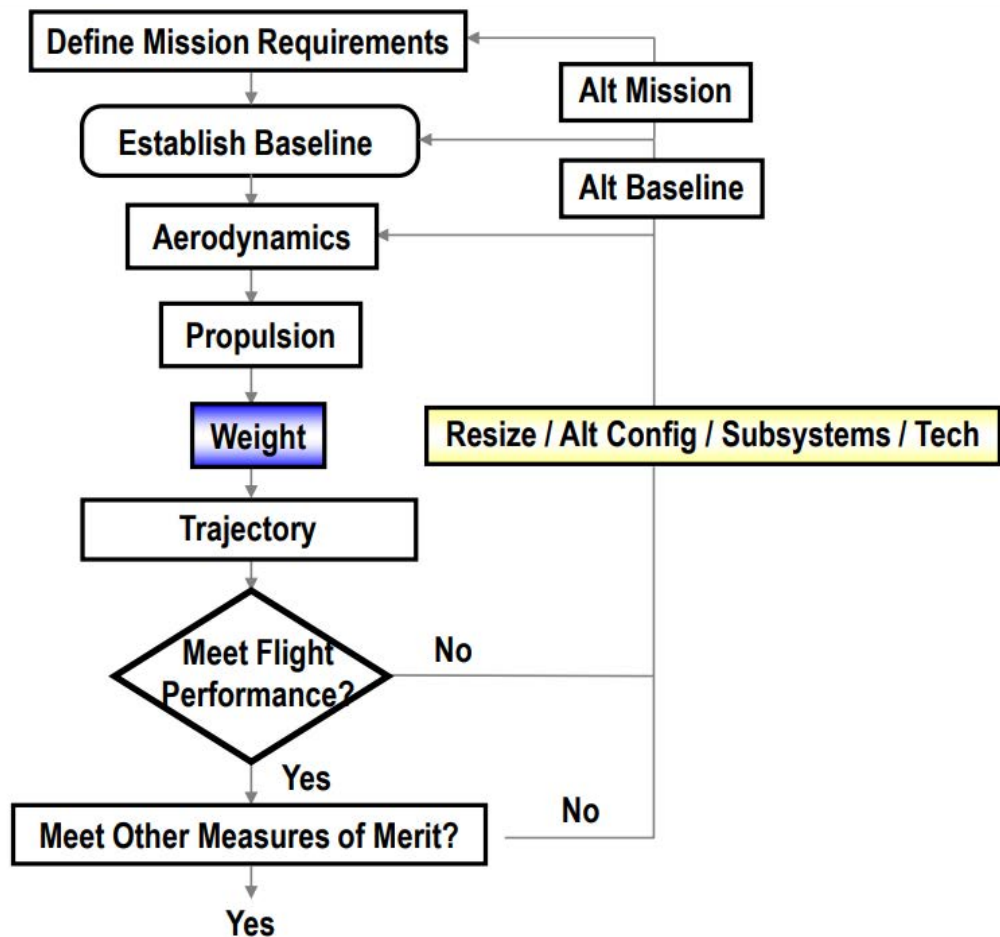 Define Mission Requirements
Alt Mission
Establish Baseline
Alt Baseline
Aerodynamics
Propulsion
Weight
Resize / Alt Config / Subsystems / Tech
Trajectory
Meet Flight
Performance?
No
Yes
Meet Other Measures of Merit?
No
Yes